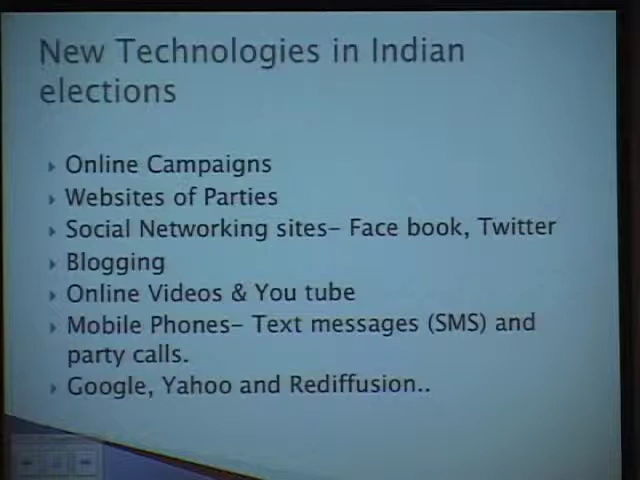 New Technologies in Indian
elections
Online Campaigns
Websites of Parties
Social Networking sites- Face book, Twitter
Blogging
Online Videos & You tube
Mobile Phones- Text messages (SMS) and
party calls.
Google, Yahoo and Rediffusion..